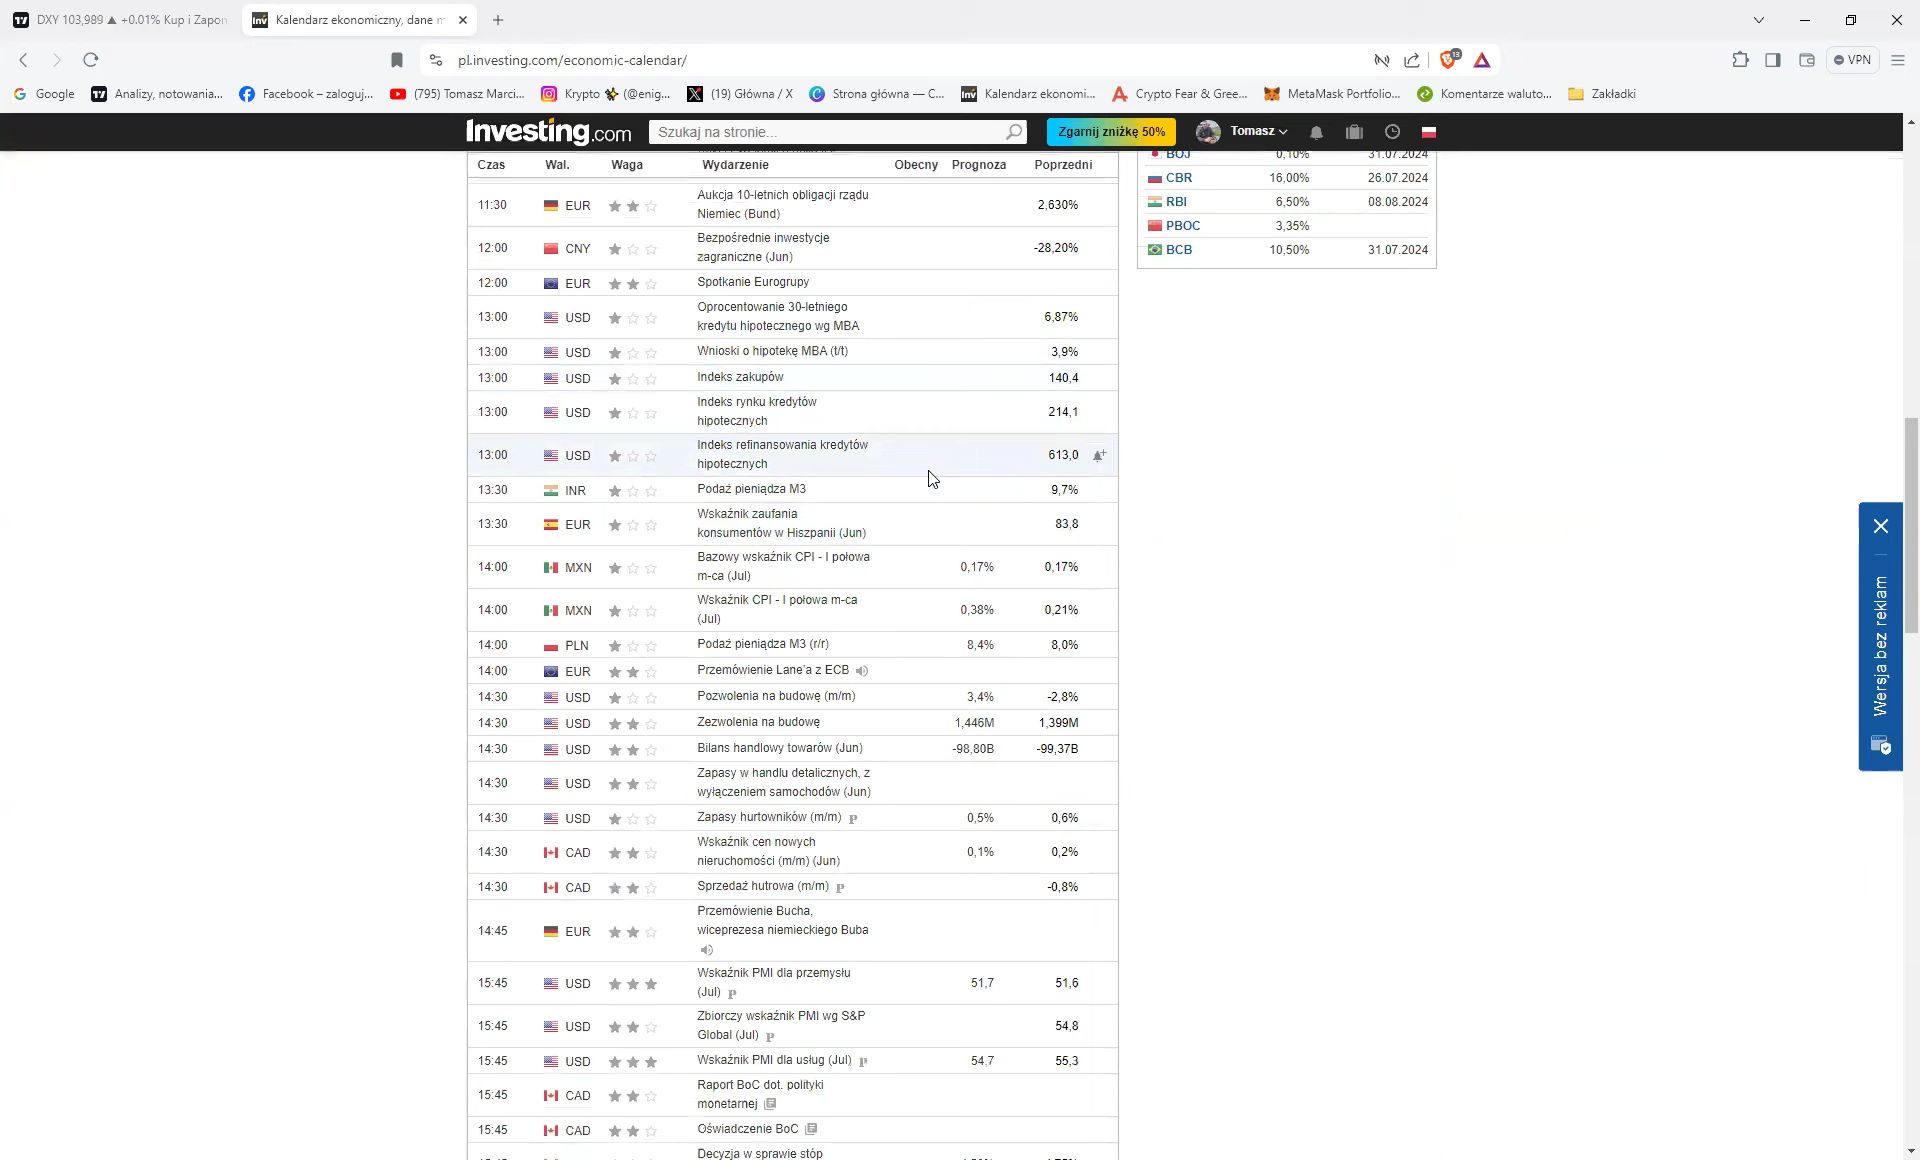 DXY 103,989 ▲ +0.01% Kup i Zapon
Kalendarz ekonomiczny, dane m
pl.investing.com/economic-calendar/
13
VPN
Google
Analizy, notowania...
Facebook – zaloguj...
(795) Tomasz Marci...
Krypto (@enig...
(19) Główna / X
Strona główna — C...
Kalendarz ekonomi...
Crypto Fear & Gree...
MetaMask Portfolio...
Komentarze waluto...
Zakładki
Investing.com
Szukaj na stronie...
Zgarnij zniżkę 50%
Tomasz
Czas Wal. Waga Wydarzenie Obecny Prognoza Poprzedni
11:30 EUR Aukcja 10-letnich obligacji rządu 2,630%
Niemiec (Bund)
12:00 CNY Bezpośrednie inwestycje -28,20%
zagraniczne (Jun)
12:00 EUR Spotkanie Eurogrupy
13:00 USD Oprocentowanie 30-letniego 6,87%
kredytu hipotecznego wg MBA
13:00 USD Wnioski o hipotekę MBA (t/t) 3,9%
13:00 USD Indeks zakupów 140,4
13:00 USD Indeks rynku kredytów 214,1
hipotecznych
13:00 USD Indeks refinansowania kredytów 613,0
hipotecznych
13:30 INR Podaż pieniądza M3 9,7%
13:30 EUR Wskaźnik zaufania 83,8
konsumentów w Hiszpanii (Jun)
14:00 MXN Bazowy wskaźnik CPI - I połowa 0,17% 0,17%
m-ca (Jul)
14:00 MXN Wskaźnik CPI - I połowa m-ca 0,38% 0,21%
(Jul)
14:00 PLN Podaż pieniądza M3 (r/r) 8,4% 8,0%
14:00 EUR Przemówienie Lane'a z ECB
14:30 USD Pozwolenia na budowę (m/m) 3,4% -2,8%
14:30 USD Zezwolenia na budowę 1,446M 1,399M
14:30 USD Bilans handlowy towarów (Jun) -98,80B -99,37B
14:30 USD Zapasy w handlu detalicznych, z
wyłączeniem samochodów (Jun)
14:30 USD Zapasy hurtowników (m/m) P 0,5% 0,6%
14:30 CAD Wskaźnik cen nowych 0,1% 0,2%
nieruchomości (m/m) (Jun)
14:30 CAD Sprzedaż hutrowa (m/m) P -0,8%
14:45 EUR Przemówienie Bucha,
wiceprezesa niemieckiego Buba
15:45 USD Wskaźnik PMI dla przemysłu 51,7 51,6
(Jul) P
15:45 USD Zbiorczy wskaźnik PMI wg S&P 54,8
Global (Jul) P
15:45 USD Wskaźnik PMI dla usług (Jul) P 54,7 55,3
15:45 CAD Raport BoC dot. polityki
monetarnej
15:45 CAD Oświadczenie BoC
Decyzja w sprawie stóp
BOJ 0,10% 31.07.2024
CBR 16,00% 26.07.2024
RBI 6,50% 08.08.2024
PBOC 3,35%
BCB 10,50% 31.07.2024
Wersja bez reklam